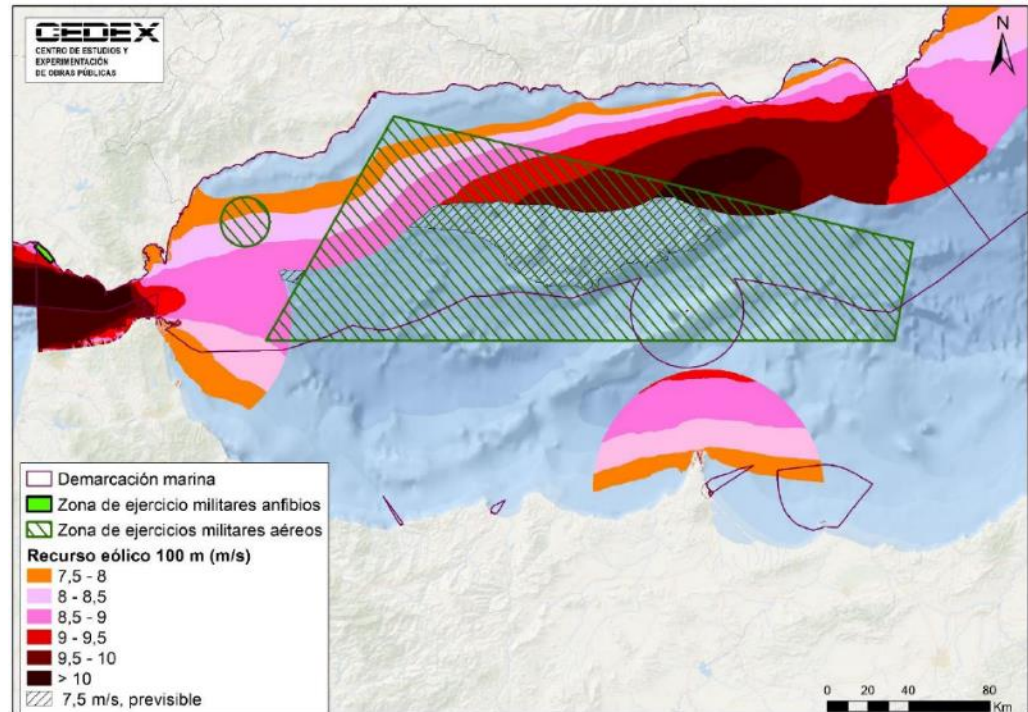 CEDEX
CENTRO DE ESTUDIOS Y
EXPERIMENTACIÓN
DE OBRAS PÚBLICAS
N
Demarcación marina
Zona de ejercicio militares anfibios
Zona de ejercicios militares aéreos
Recurso eólico 100 m (m/s)
7,5 - 8
8 - 8,5
8,5 - 9
9 - 9,5
9,5 - 10
> 10
7,5 m/s, previsible
0 20 40 80
Km